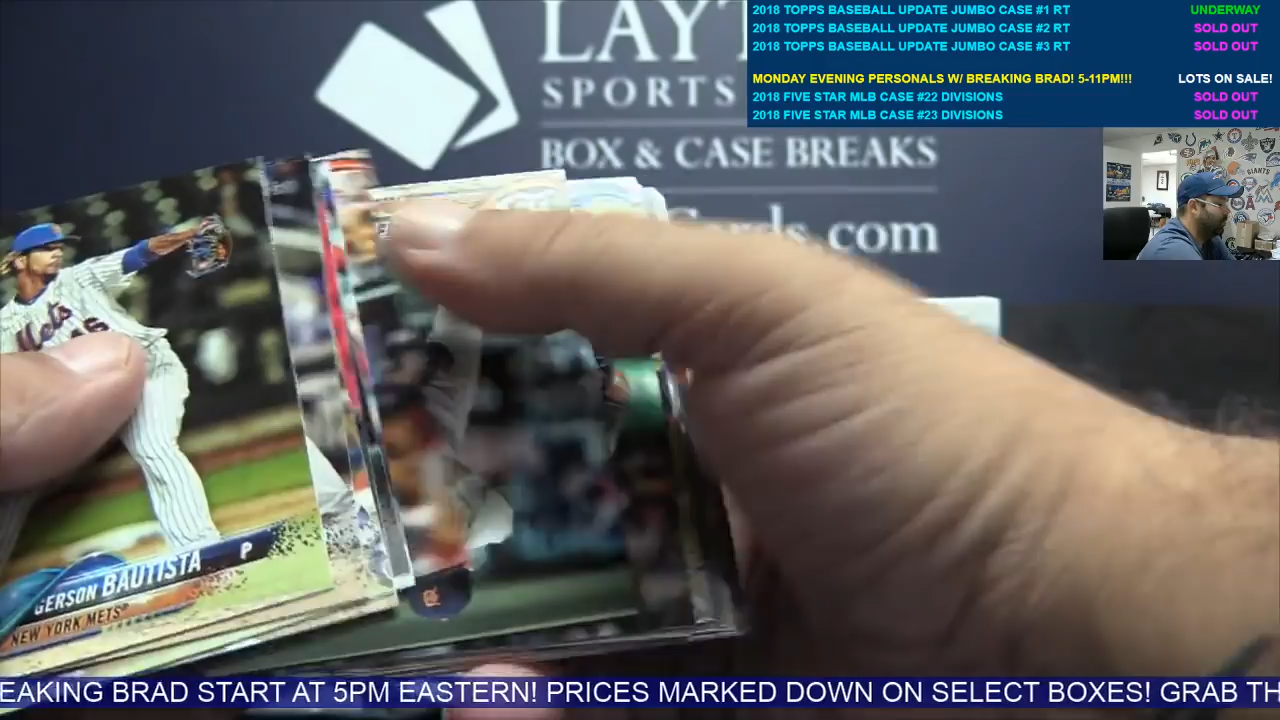 2018 TOPPS BASEBALL UPDATE JUMBO CASE #1 RT UNDERWAY
2018 TOPPS BASEBALL UPDATE JUMBO CASE #2 RT SOLD OUT
2018 TOPPS BASEBALL UPDATE JUMBO CASE #3 RT SOLD OUT
MONDAY EVENING PERSONALS W/ BREAKING BRAD! 5-11PM!!! LOTS ON SALE!
2018 FIVE STAR MLB CASE #22 DIVISIONS SOLD OUT
2018 FIVE STAR MLB CASE #23 DIVISIONS SOLD OUT
LAYT
SPORTS
BOX & CASE BREAKS
Cards.com
GIANTS
Mets
GERSON BAUTISTA P
NEW YORK METS
EAKING BRAD START AT 5PM EASTERN! PRICES MARKED DOWN ON SELECT BOXES! GRAB TH